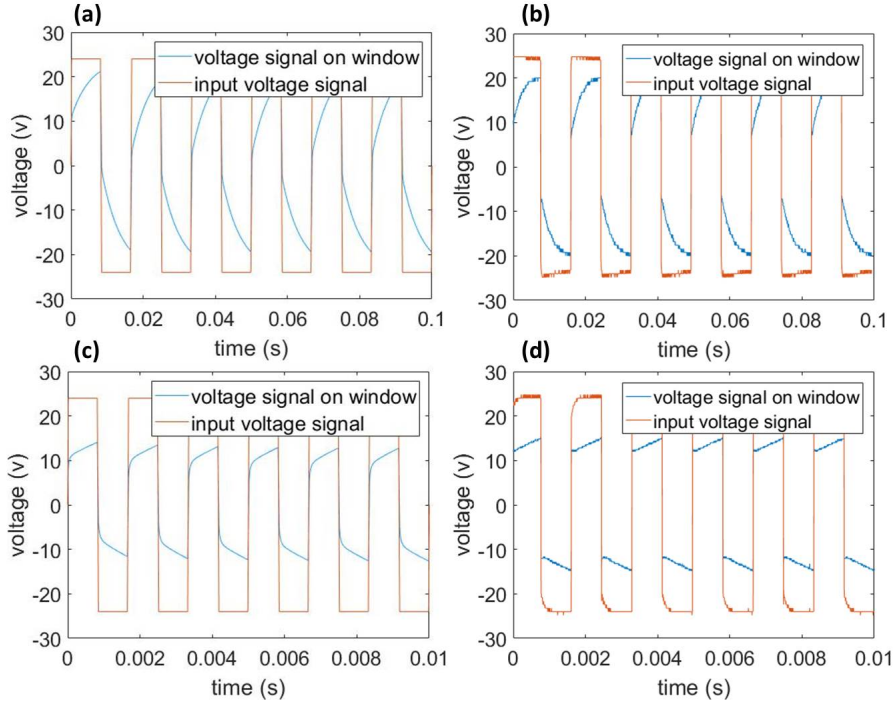 (a)
voltage signal on window
input voltage signal
30
20
10
0
-10
-20
-30
voltage (v)
0
0.02
0.04
0.06
0.08
0.1
time (s)
(b)
voltage signal on window
input voltage signal
30
20
10
0
-10
-20
-30
voltage (v)
0
0.02
0.04
0.06
0.08
0.1
time (s)
(c)
voltage signal on window
input voltage signal
30
20
10
0
-10
-20
-30
voltage (v)
0
0.002
0.004
0.006
0.008
0.01
time (s)
(d)
voltage signal on window
input voltage signal
30
20
10
0
-10
-20
-30
voltage (v)
0
0.002
0.004
0.006
0.008
0.01
time (s)